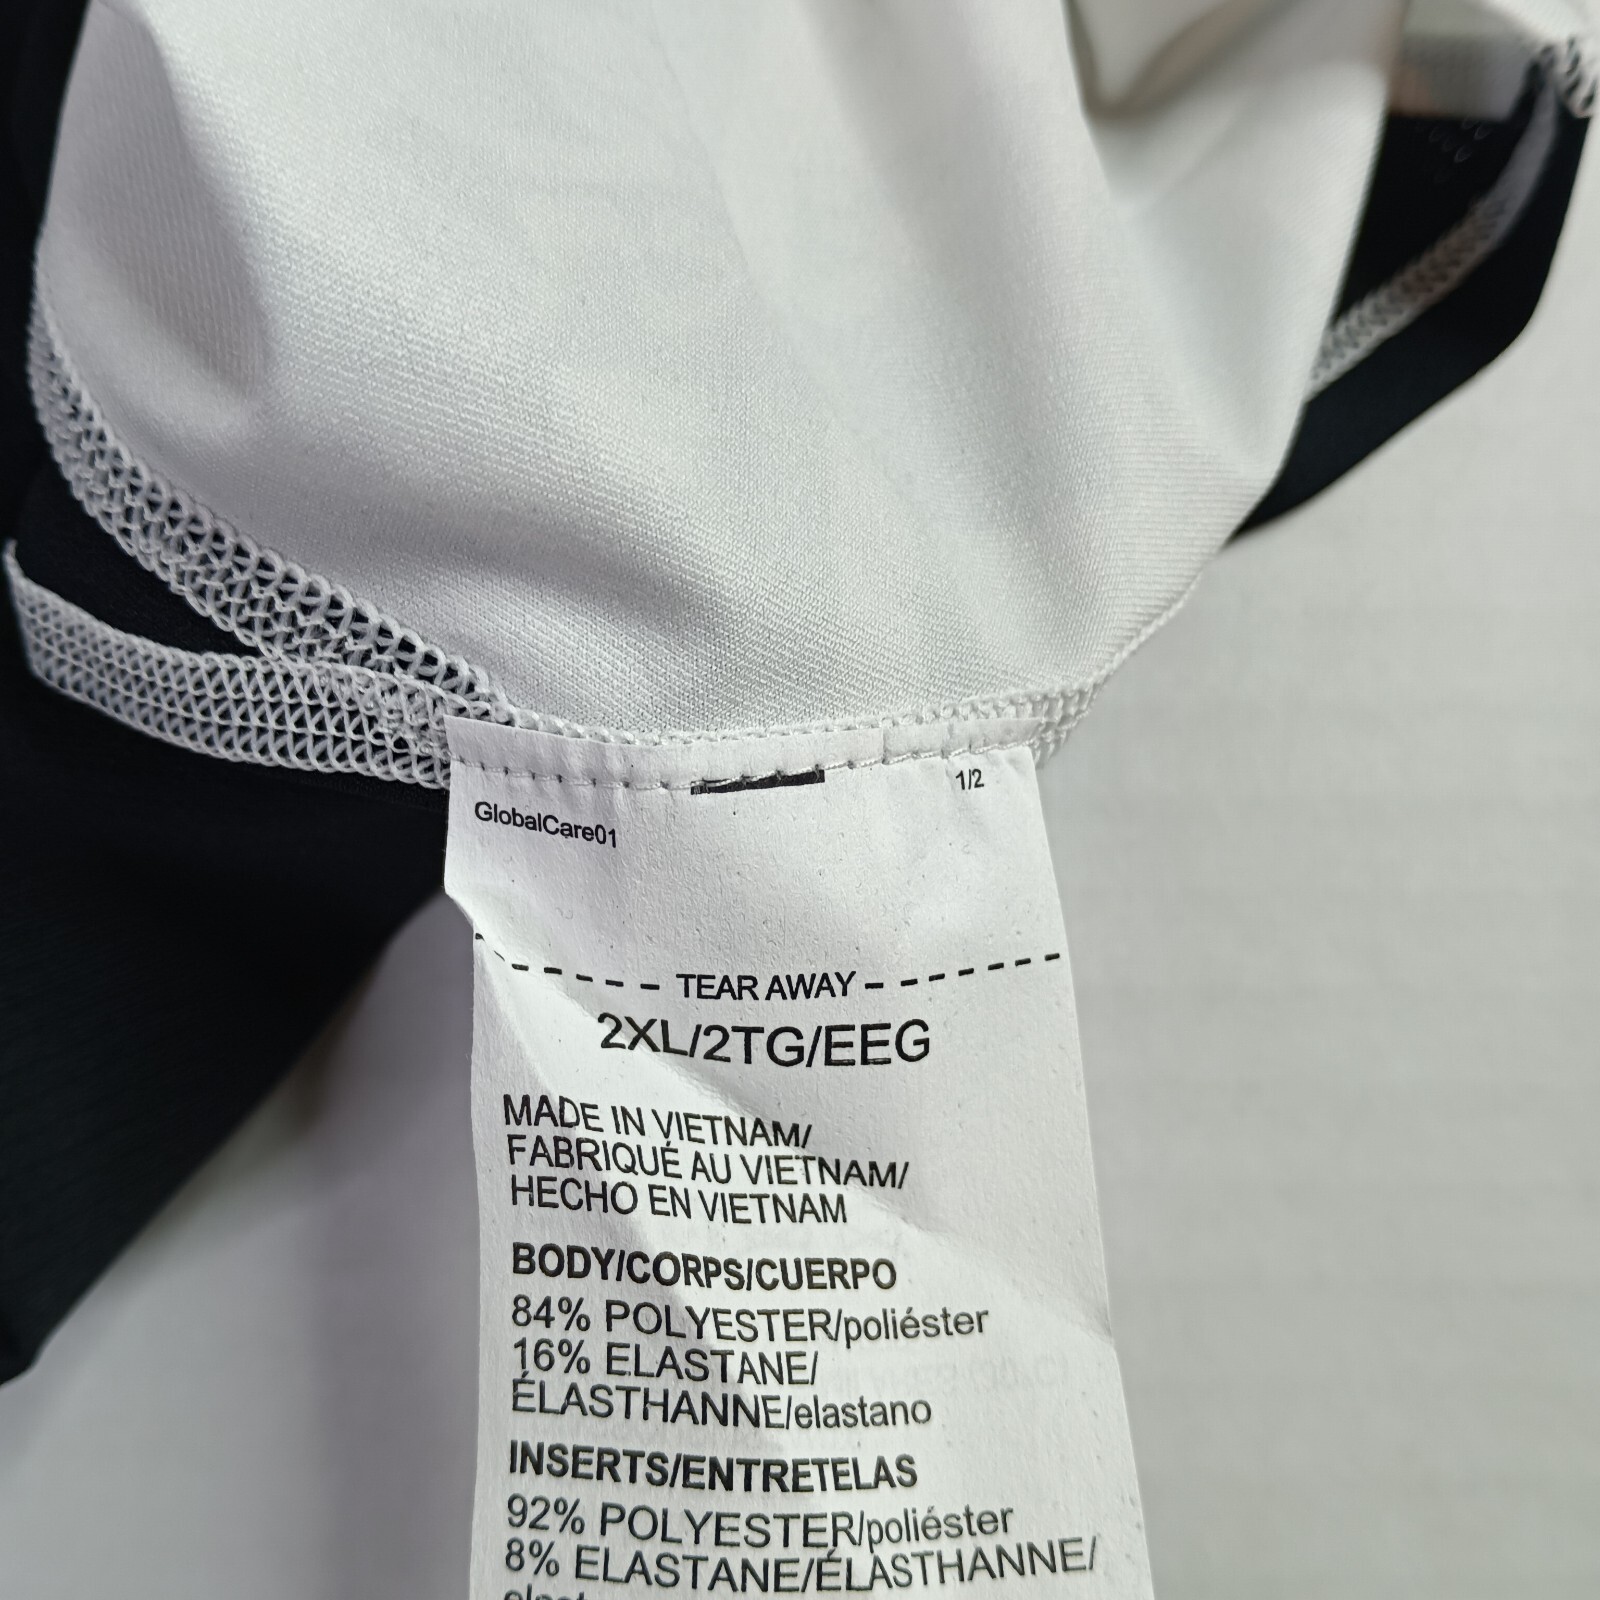 1/2
GlobalCare01
TEAR AWAY
2XL/2TG/EEG
MADE IN VIETNAM/
FABRIQUÉ AU VIETNAM/
HECHO EN VIETNAM
BODY/CORPS/CUERPO
84% POLYESTER/poliéster
16% ELASTANE/
ÉLASTHANNE/elastano
INSERTS/ENTRETELAS
92% POLYESTER/poliéster
8% ELASTANE/ÉLASTHANNE/